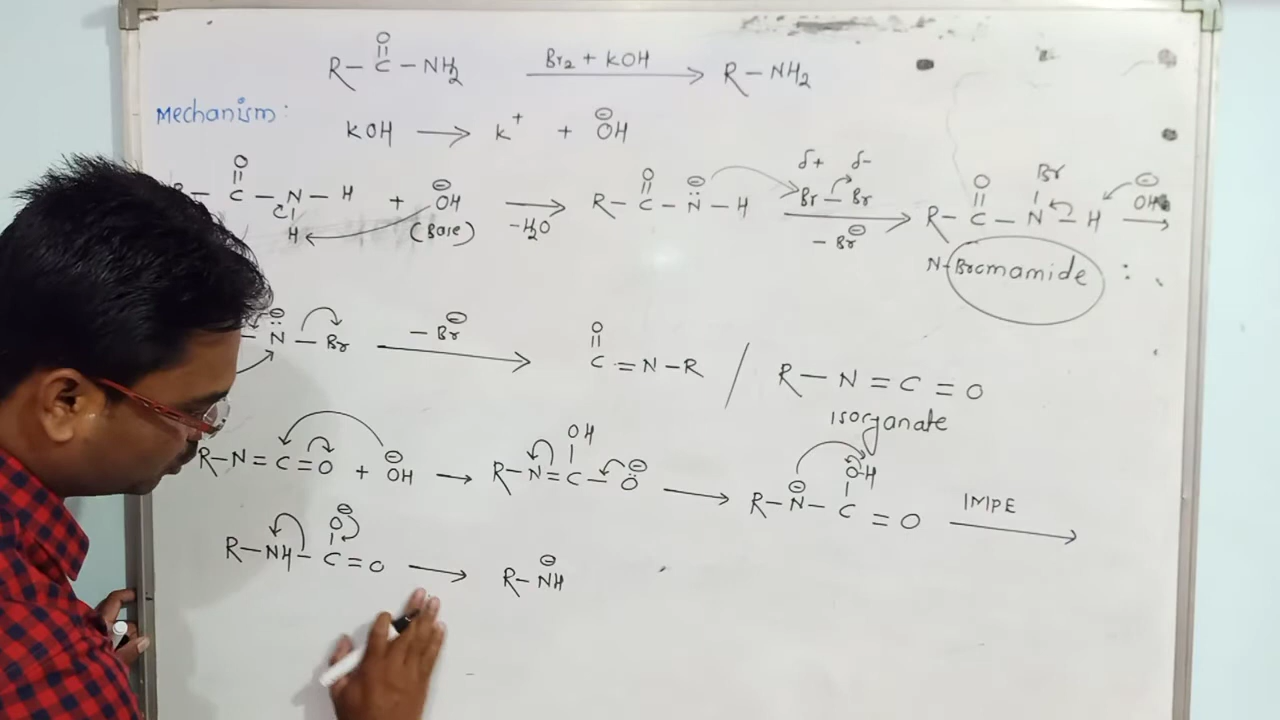 O
R — C — NH2 Br2 + KOH → R — NH2
Mechanism:
KOH → K+ + ⊖OH
O ⊖ O ⊖ δ+ δ- O Br ⊖
— C — N — H + OH → R — C — N̈ — H Br — Br → R — C — N — H OH →
H (Base) -H2O - Br⊖ N-Bromamide :
⊖N̈ — Br - Br⊖ → O=C=N-R / R — N = C = O
Isocyanate
R-N=C=O + ⊖OH → R-N=C(OH)-O⊖ → R-N⊖-C(OH)=O IMPE →
R-NH-C(O⊖)=O → R-⊖NH